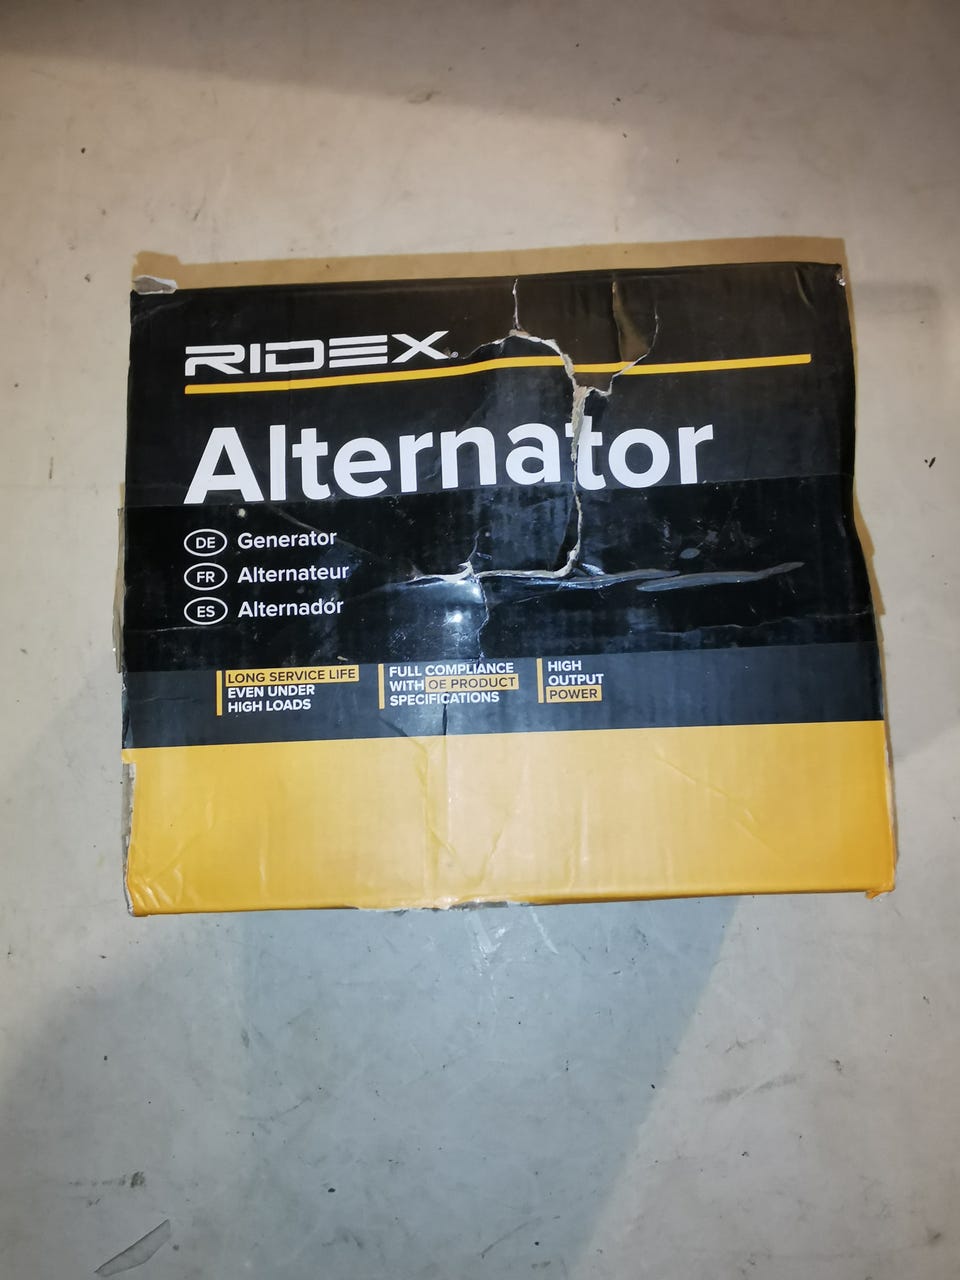 RIDEX
Alternator
DE Generator
FR Alternateur
ES Alternador
LONG SERVICE LIFE
EVEN UNDER
HIGH LOADS
FULL COMPLIANCE
WITH OE PRODUCT
SPECIFICATIONS
HIGH
OUTPUT
POWER